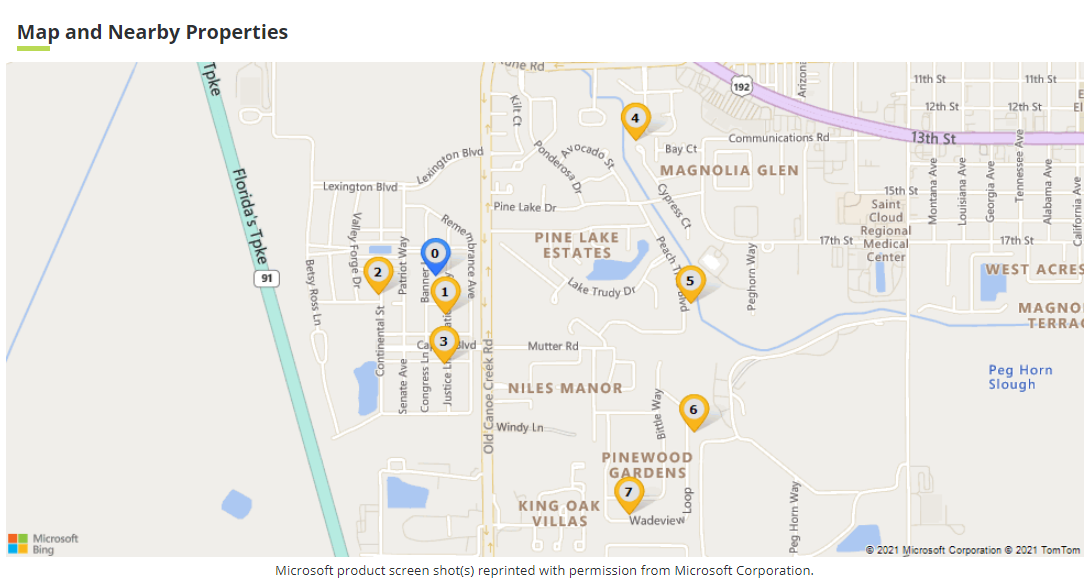 Map and Nearby Properties
Tpke
192
Arizona
11th St
11th St
12th St
12th St
13th St
Kilt Ct
4
Communications Rd
Avocado St
Ponderosa Dr
Bay Ct
MAGNOLIA GLEN
Lexington Blvd
Lexington Blvd
Florida's Tpke
Pine Lake Dr
Cypress Ct
15th St
Saint
Cloud
Regional
Medical
Center
Montana Ave
Louisiana Ave
Georgia Ave
Tennessee Ave
Alabama Ave
California Ave
Valley Forge Dr
Remembrance Ave
PINE LAKE
ESTATES
17th St
17th St
0
Patriot Way
Betsy Ross Ln
91
2
1
Lake Trudy Dr
5
Peghorn Way
WEST ACRES
MAGNO
TERRAC
Continental St
3
Mutter Rd
Old Canoe Creek Rd
Senate Ave
Congress Ln
NILES MANOR
Peg Horn
Slough
Bittle Way
6
Windy Ln
PINEWOOD
GARDENS
7
KING OAK
VILLAS
Wadeview Loop
Peg Horn Way
Microsoft
Bing
© 2021 Microsoft Corporation © 2021 TomTom
Microsoft product screen shot(s) reprinted with permission from Microsoft Corporation.